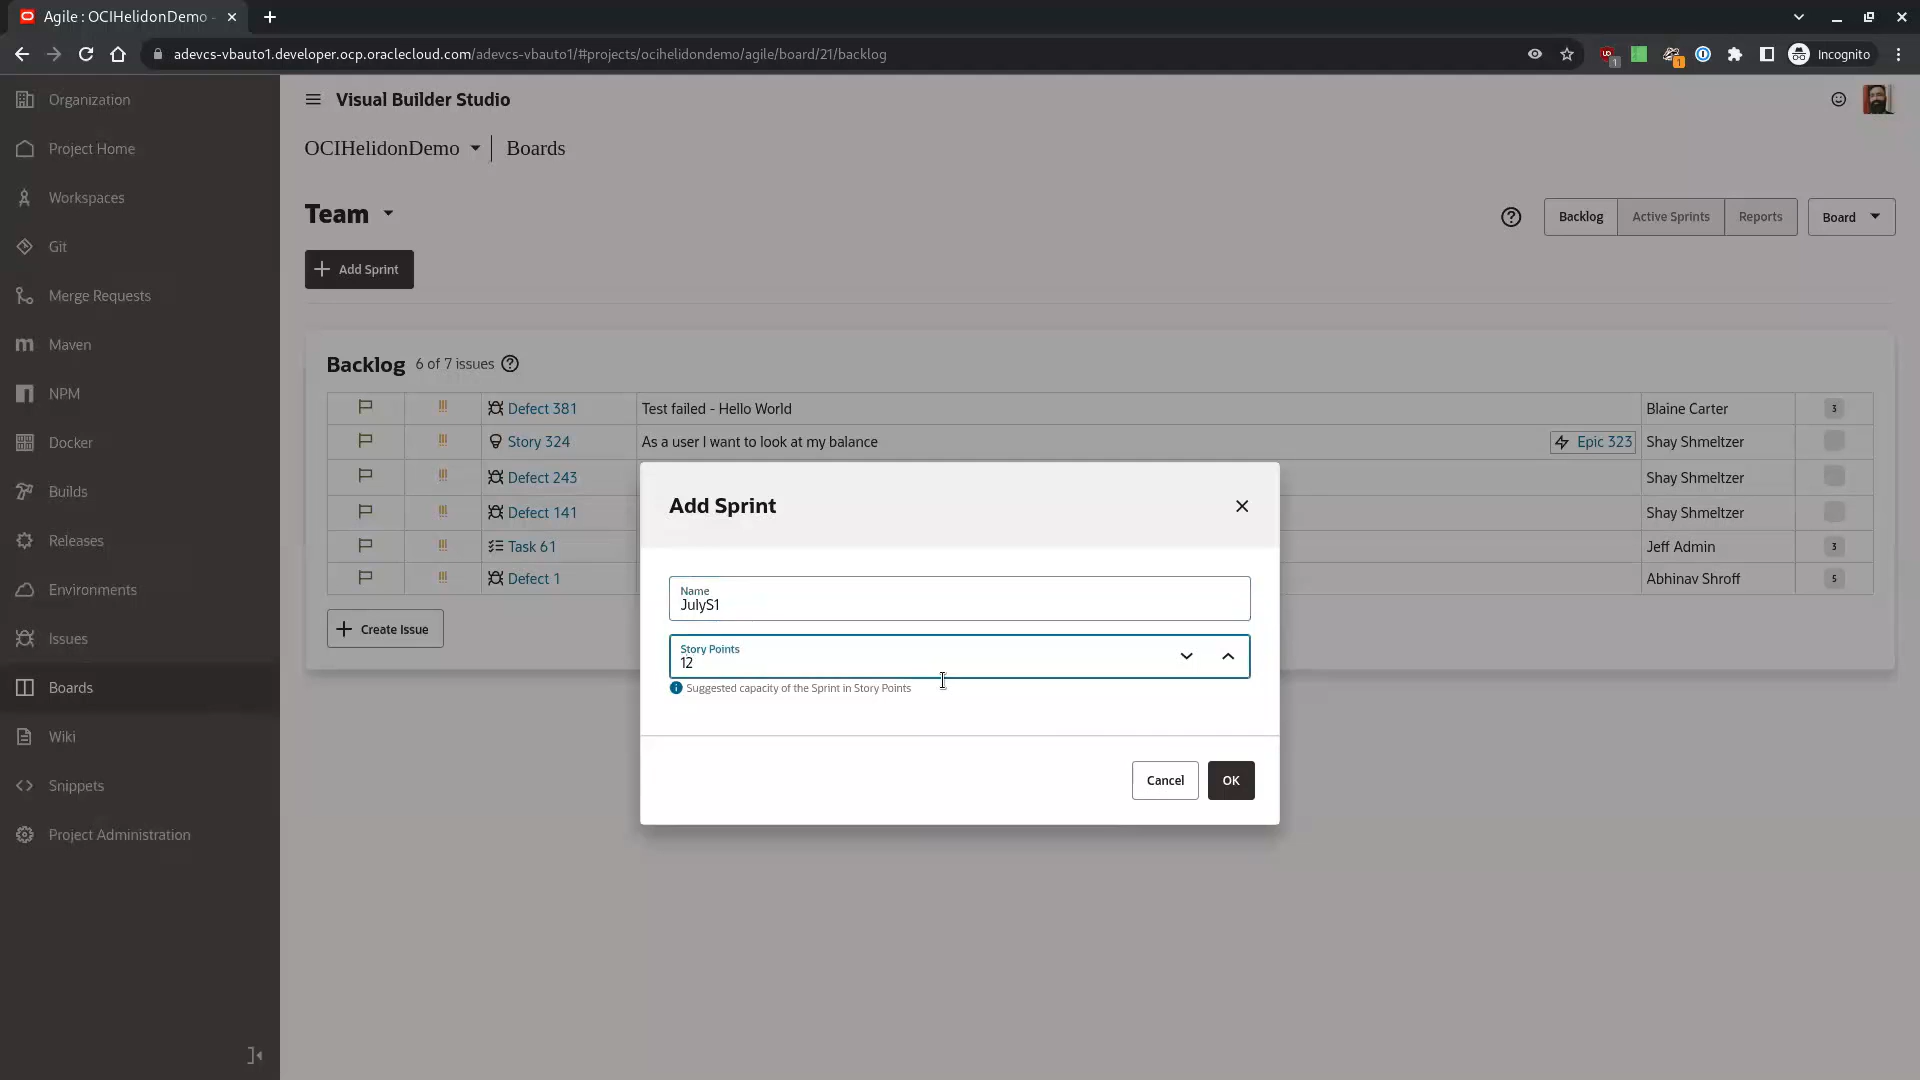 Agile : OCIHelidonDemo -
adevcs-vbauto1.developer.ocp.oraclecloud.com/adevcs-vbauto1/#projects/ocihelidondemo/agile/board/21/backlog
1
1
Incognito
Organization
Project Home
Workspaces
Git
Merge Requests
Maven
NPM
Docker
Builds
Releases
Environments
Issues
Boards
Wiki
Snippets
Project Administration
Visual Builder Studio
OCIHelidonDemo
Boards
Team
Backlog
Active Sprints
Reports
Board
Add Sprint
Backlog 6 of 7 issues
Defect 381 Test failed - Hello World Blaine Carter 3
Story 324 As a user I want to look at my balance Epic 323 Shay Shmeltzer
Defect 243 Shay Shmeltzer
Defect 141 Shay Shmeltzer
Task 61 Jeff Admin 3
Defect 1 Abhinav Shroff 5
Create Issue
Add Sprint
Name
JulyS1
Story Points
12
Suggested capacity of the Sprint in Story Points
Cancel
OK